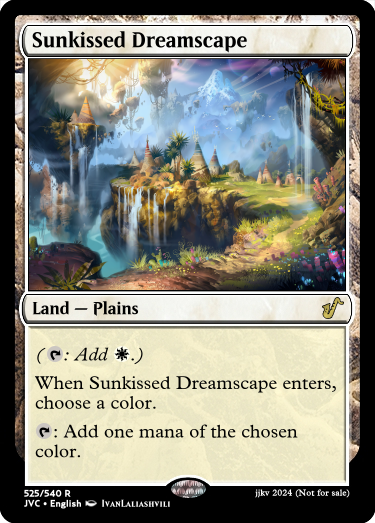 Sunkissed Dreamscape
Land — Plains
(: Add .)
When Sunkissed Dreamscape enters,
choose a color.
: Add one mana of the chosen
color.
525/540 R
jjkv 2024 (Not for sale)
JVC • English IvanLaliashvili